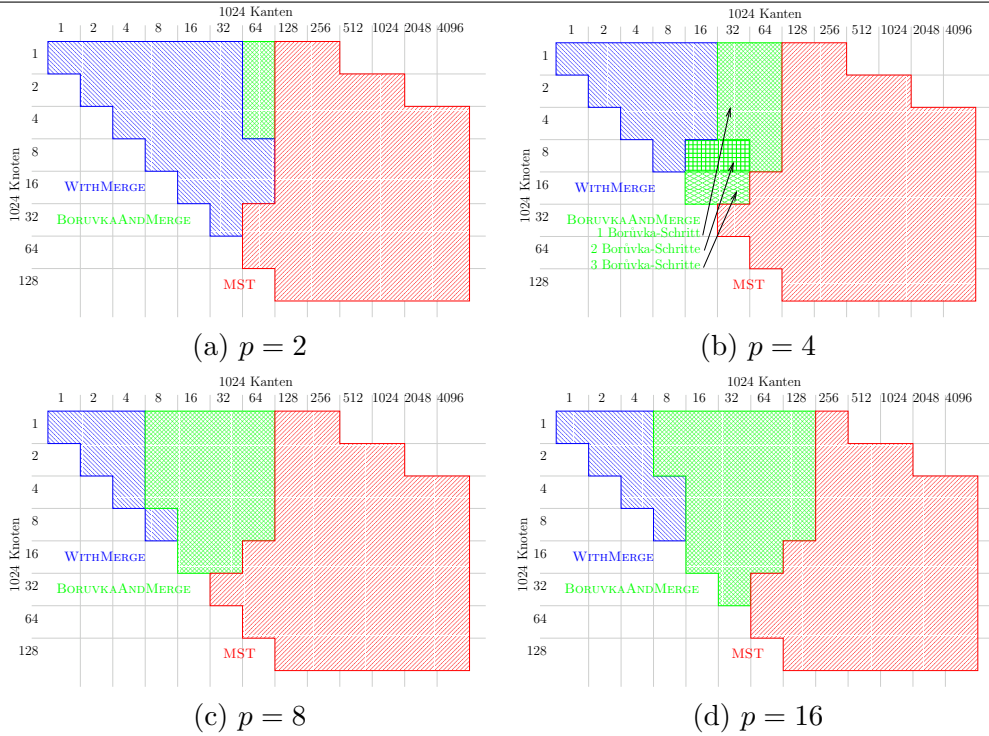 1024 Kanten
1 2 4 8 16 32 64 128 256 512 1024 2048 4096
1024 Knoten
1
2
4
8
16
32
64
128
WITHMERGE
BORUVKAANDMERGE
MST
(a) p = 2
1024 Kanten
1 2 4 8 16 32 64 128 256 512 1024 2048 4096
1024 Knoten
1
2
4
8
16
32
64
128
WITHMERGE
BORUVKAANDMERGE
1 Borůvka-Schritt
2 Borůvka-Schritte
3 Borůvka-Schritte
MST
(b) p = 4
1024 Kanten
1 2 4 8 16 32 64 128 256 512 1024 2048 4096
1024 Knoten
1
2
4
8
16
32
64
128
WITHMERGE
BORUVKAANDMERGE
MST
(c) p = 8
1024 Kanten
1 2 4 8 16 32 64 128 256 512 1024 2048 4096
1024 Knoten
1
2
4
8
16
32
64
128
WITHMERGE
BORUVKAANDMERGE
MST
(d) p = 16